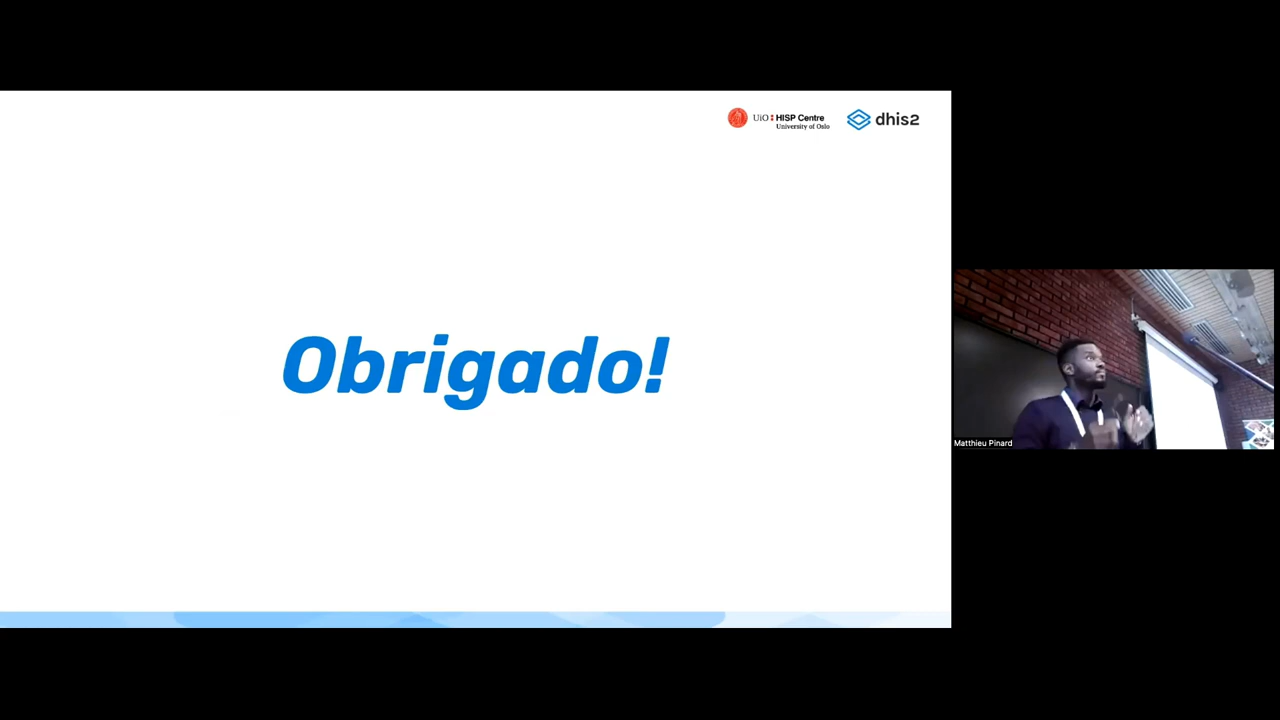 UiO HISP Centre
University of Oslo
dhis2
Obrigado!
Matthieu Pinard